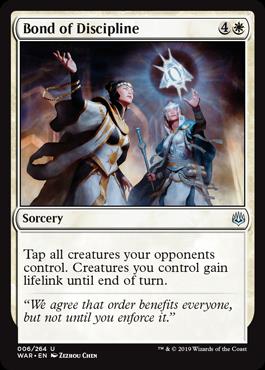 Bond of Discipline 4
Sorcery
Tap all creatures your opponents
control. Creatures you control gain
lifelink until end of turn.
“We agree that order benefits everyone,
but not until you enforce it.”
006/264 U
WAR • EN Zezhou Chen
™ & © 2019 Wizards of the Coast